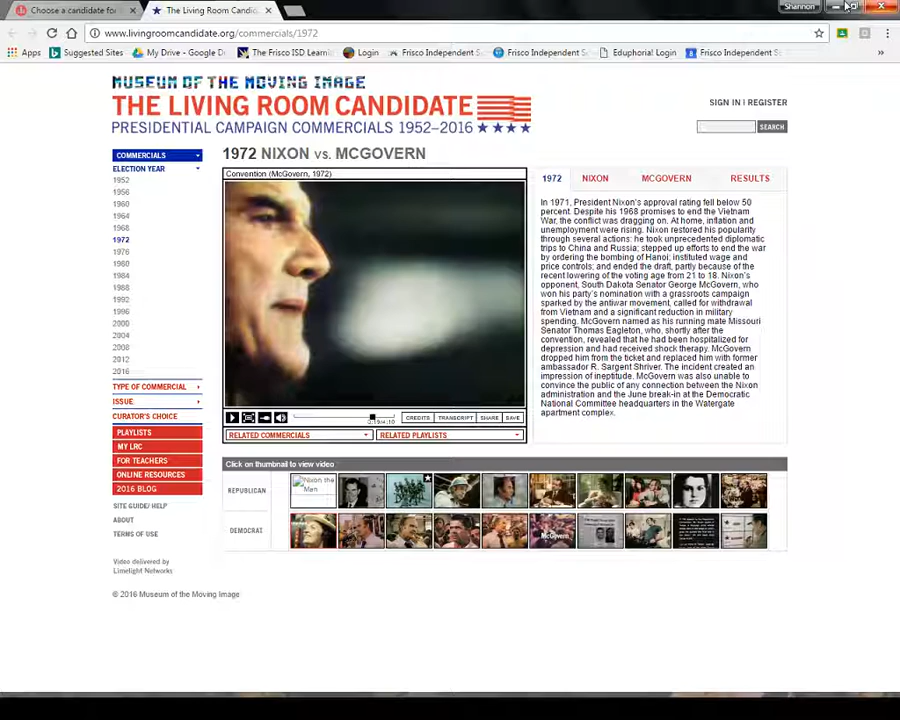 Choose a candidate for
The Living Room Candid
Shannon
www.livingroomcandidate.org/commercials/1972
Apps
Suggested Sites
My Drive - Google D
The Frisco ISD Learni
Login
Frisco Independent S
Frisco Independent S
Eduphoria! Login
Frisco Independent S
»
MUSEUM OF THE MOVING IMAGE
THE LIVING ROOM CANDIDATE
PRESIDENTIAL CAMPAIGN COMMERCIALS 1952–2016
SIGN IN | REGISTER
SEARCH
COMMERCIALS
ELECTION YEAR
1952
1956
1960
1964
1968
1972
1976
1980
1984
1988
1992
1996
2000
2004
2008
2012
2016
TYPE OF COMMERCIAL
ISSUE
CURATOR'S CHOICE
PLAYLISTS
MY LRC
FOR TEACHERS
ONLINE RESOURCES
2016 BLOG
SITE GUIDE/ HELP
ABOUT
TERMS OF USE
Video delivered by
Limelight Networks
© 2016 Museum of the Moving Image
1972 NIXON VS. MCGOVERN
Convention (McGovern, 1972)
CREDITS
TRANSCRIPT
SHARE
SAVE
RELATED COMMERCIALS
RELATED PLAYLISTS
1972
NIXON
MCGOVERN
RESULTS
In 1971, President Nixon's approval rating fell below 50
percent. Despite his 1968 promises to end the Vietnam
War, the conflict was dragging on. At home, inflation and
unemployment were rising. Nixon restored his popularity
through several actions: he took unprecedented diplomatic
trips to China and Russia; stepped up efforts to end the war
by ordering the bombing of Hanoi; instituted wage and
price controls; and ended the draft, partly because of the
recent lowering of the voting age from 21 to 18. Nixon's
opponent, South Dakota Senator George McGovern, who
won his party's nomination with a grassroots campaign
sparked by the antiwar movement, called for withdrawal
from Vietnam and a significant reduction in military
spending. McGovern named as his running mate Missouri
Senator Thomas Eagleton, who, shortly after the
convention, revealed that he had been hospitalized for
depression and had received shock therapy. McGovern
dropped him from the ticket and replaced him with former
ambassador R. Sargent Shriver. The incident created an
impression of ineptitude. McGovern was also unable to
convince the public of any connection between the Nixon
administration and the June break-in at the Democratic
National Committee headquarters in the Watergate
apartment complex.
Click on thumbnail to view video
REPUBLICAN
Nixon the
Man
DEMOCRAT
McGovern